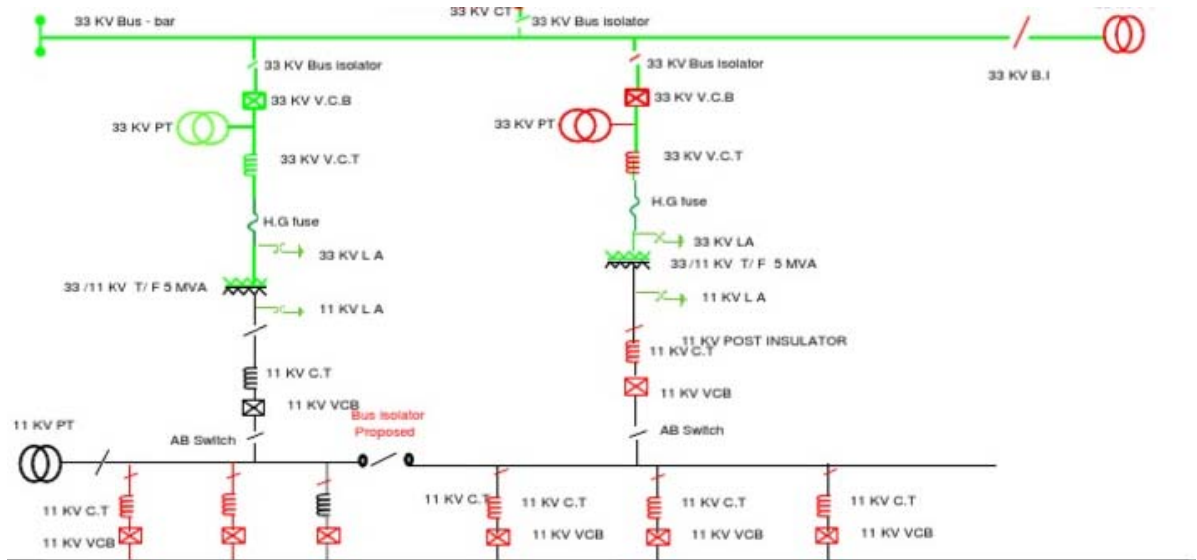 33 KV CT
33 KV Bus - bar
33 KV Bus isolator
33 KV Bus isolator
33 KV Bus isolator
33 KV B.I
33 KV V.C.B
33 KV V.C.B
33 KV PT
33 KV PT
33 KV V.C.T
33 KV V.C.T
H.G fuse
H.G fuse
33 KV L A
33 KV LA
33 /11 KV T/ F 5 MVA
33 /11 KV T/ F 5 MVA
11 KV L A
11 KV L A
11 KV POST INSULATOR
11 KV C.T
11 KV C.T
11 KV VCB
11 KV VCB
Bus isolator
Proposed
11 KV PT
AB Switch
AB Switch
11 KV C.T
11 KV C.T
11 KV C.T
11 KV C.T
11 KV C.T
11 KV VCB
11 KV VCB
11 KV VCB
11 KV VCB